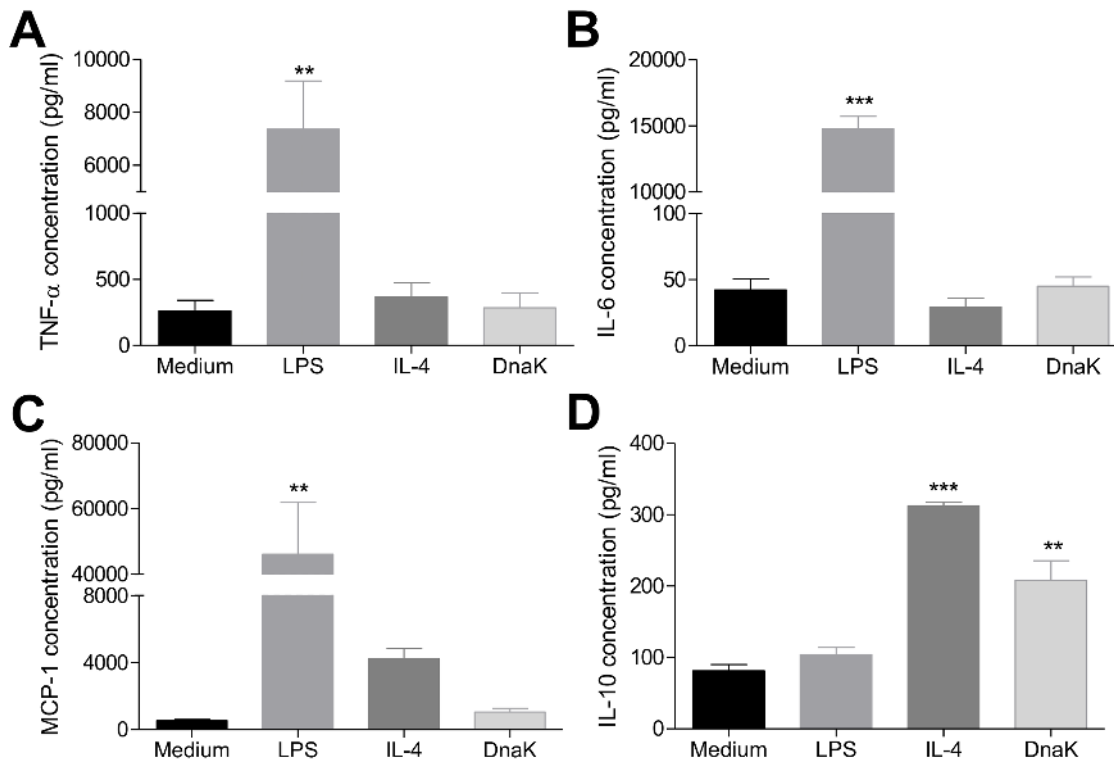 A
TNF-α concentration (pg/ml)
10000
8000
6000
1000
500
0
**
Medium LPS IL-4 DnaK
B
IL-6 concentration (pg/ml)
20000
15000
10000
100
50
0
***
Medium LPS IL-4 DnaK
C
MCP-1 concentration (pg/ml)
80000
60000
40000
8000
4000
0
**
Medium LPS IL-4 DnaK
D
IL-10 concentration (pg/ml)
400
300
200
100
0
***
**
Medium LPS IL-4 DnaK